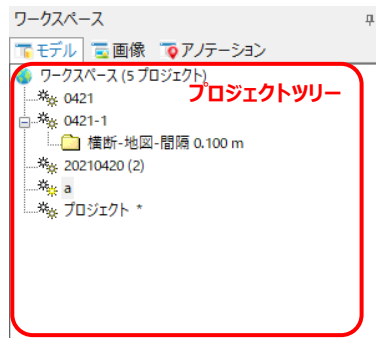 ワークスペース
モデル 画像 アノテーション
ワークスペース (5 プロジェクト)
プロジェクトツリー
0421
0421-1
横断-地図-間隔 0.100 m
20210420 (2)
a
プロジェクト *